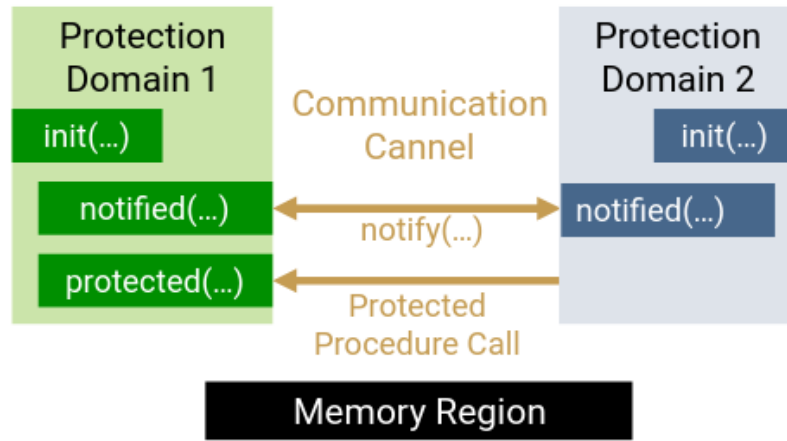 Protection
Domain 1
init(...)
notified(...)
protected(...)
Communication
Cannel
notify(...)
Protected
Procedure Call
Protection
Domain 2
init(...)
notified(...)
Memory Region